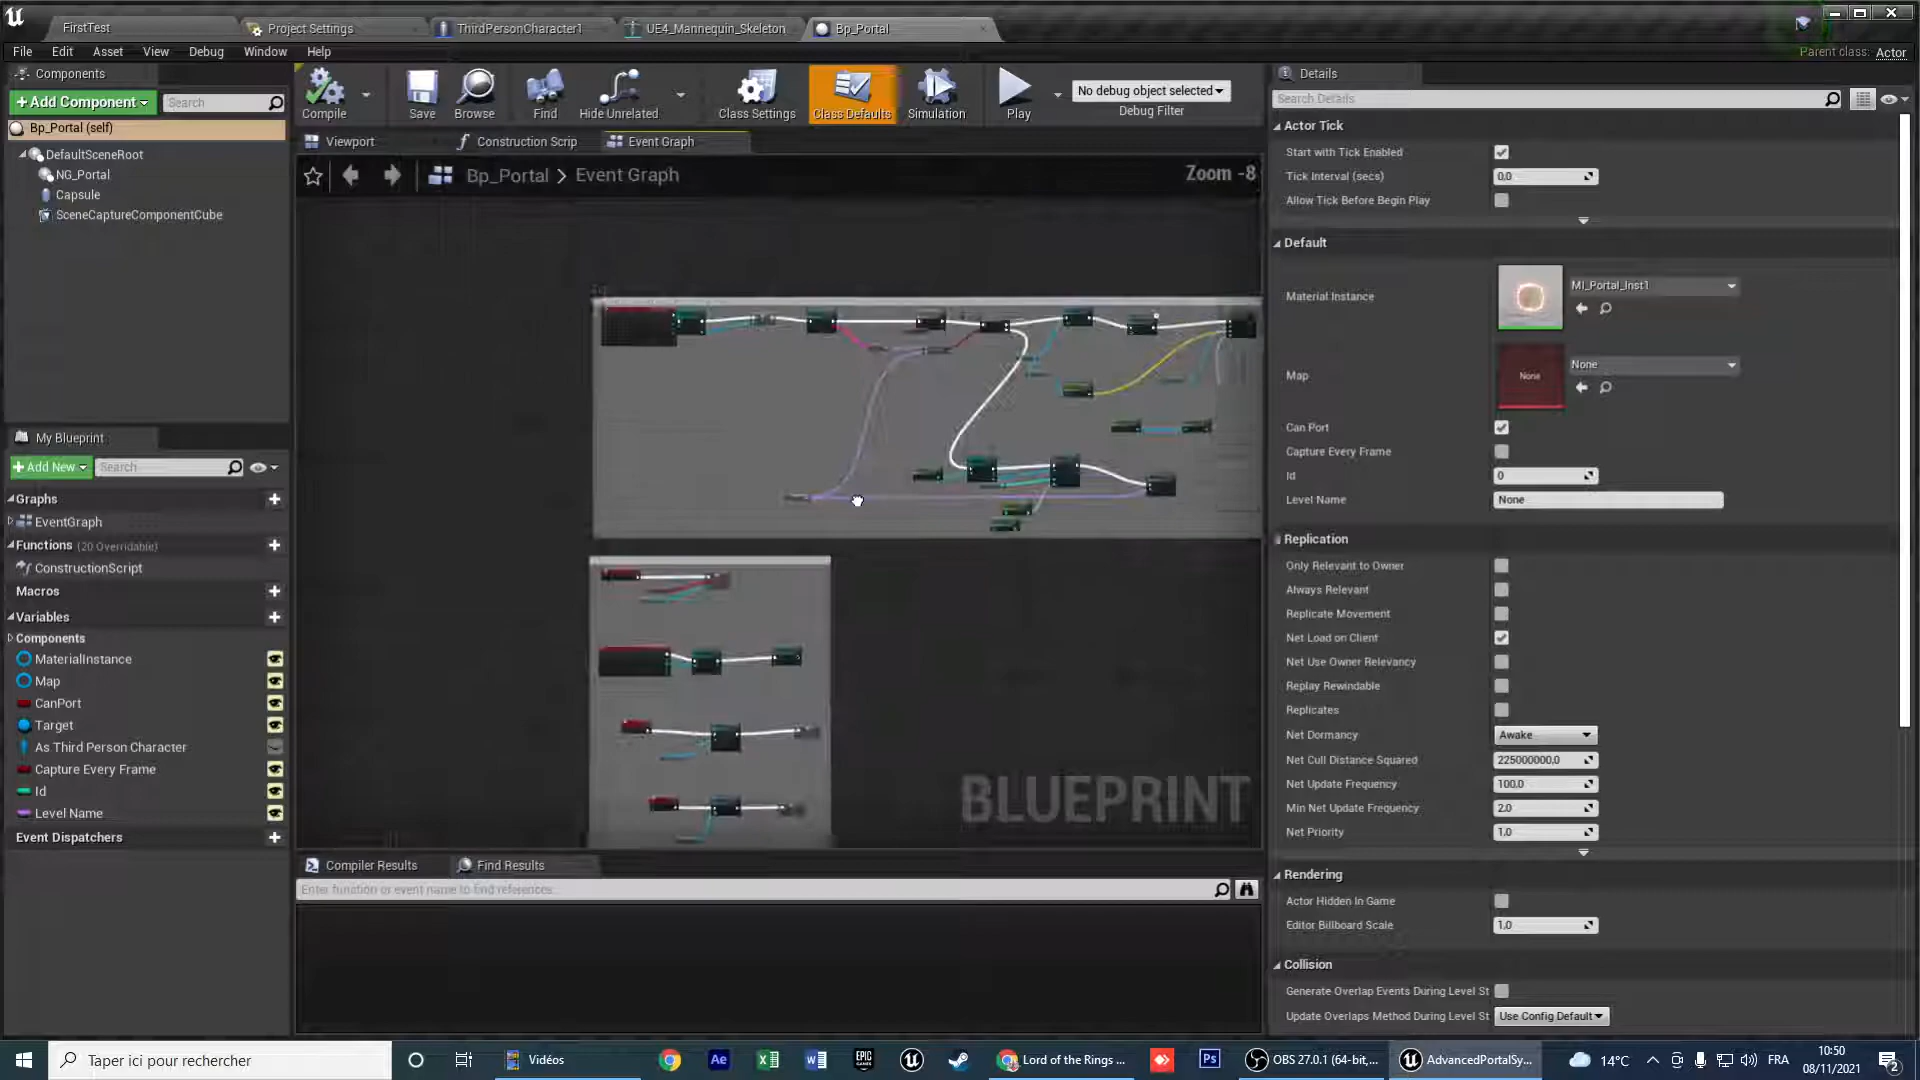 FirstTest
Project Settings
ThirdPersonCharacter1
UE4_Mannequin_Skeleton
Bp_Portal
File Edit Asset View Debug Window Help
Parent class: Actor
Components
+Add Component
Search
Bp_Portal (self)
DefaultSceneRoot
NG_Portal
Capsule
SceneCaptureComponentCube
Compile
Save
Browse
Find
Hide Unrelated
Class Settings
Class Defaults
Simulation
Play
No debug object selected
Debug Filter
Viewport
Construction Scrip
Event Graph
Bp_Portal > Event Graph
Zoom -8
BLUEPRINT
My Blueprint
+Add New
Search
Graphs
EventGraph
Functions (20 Overridable)
ConstructionScript
Macros
Variables
Components
MaterialInstance
Map
CanPort
Target
As Third Person Character
Capture Every Frame
Id
Level Name
Event Dispatchers
Compiler Results
Find Results
Enter function or event name to find references...
Details
Search Details
Actor Tick
Start with Tick Enabled
Tick Interval (secs) 0,0
Allow Tick Before Begin Play
Default
Material Instance
MI_Portal_Inst1
Map
None
None
Can Port
Capture Every Frame
Id 0
Level Name None
Replication
Only Relevant to Owner
Always Relevant
Replicate Movement
Net Load on Client
Net Use Owner Relevancy
Replay Rewindable
Replicates
Net Dormancy Awake
Net Cull Distance Squared 225000000,0
Net Update Frequency 100,0
Min Net Update Frequency 2.0
Net Priority 1,0
Rendering
Actor Hidden In Game
Editor Billboard Scale 1,0
Collision
Generate Overlap Events During Level St
Update Overlaps Method During Level St Use Config Default
Taper ici pour rechercher
Vidéos
Ae
EPIC GAMES
Lord of the Rings ...
Ps
OBS 27.0.1 (64-bit,...
AdvancedPortalSy...
14°C
FRA
10:50
08/11/2021
2